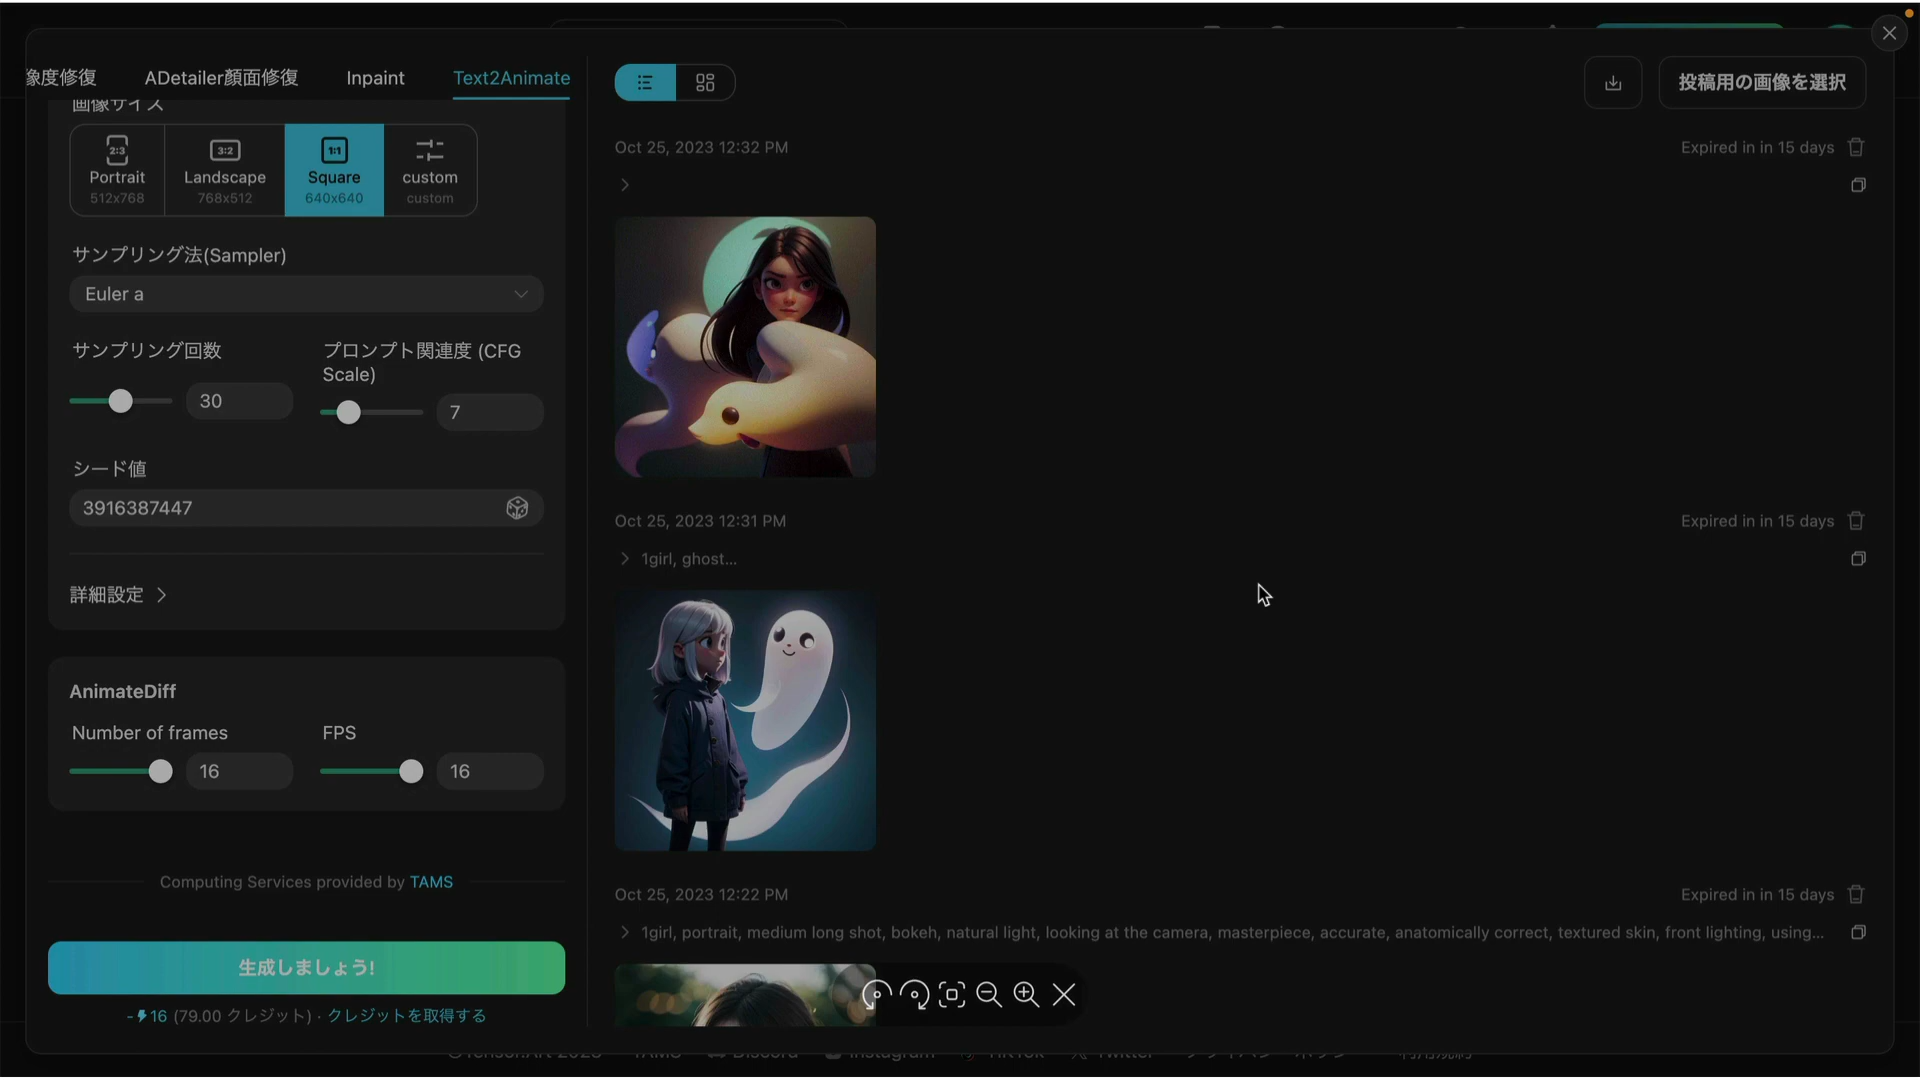 像度修復
ADetailer顔面修復
Inpaint
Text2Animate
画像サイズ
2:3
Portrait
512x768
3:2
Landscape
768x512
1:1
Square
640x640
custom
custom
サンプリング法(Sampler)
Euler a
サンプリング回数
30
プロンプト関連度 (CFG
Scale)
7
シード値
3916387447
詳細設定
AnimateDiff
Number of frames
16
FPS
16
Computing Services provided by TAMS
生成しましょう!
-16 (79.00 クレジット) · クレジットを取得する
投稿用の画像を選択
Oct 25, 2023 12:32 PM
Expired in in 15 days
Oct 25, 2023 12:31 PM
Expired in in 15 days
1girl, ghost...
Oct 25, 2023 12:22 PM
Expired in in 15 days
1girl, portrait, medium long shot, bokeh, natural light, looking at the camera, masterpiece, accurate, anatomically correct, textured skin, front lighting, using...